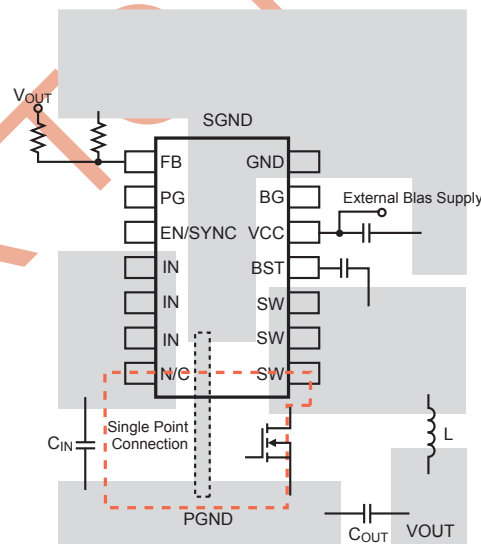 VOUT
SGND
FB
GND
PG
BG
External Blas Supply
EN/SYNC
VCC
IN
BST
IN
SW
IN
SW
N/C
SW
Single Point
Connection
CIN
L
PGND
COUT
VOUT